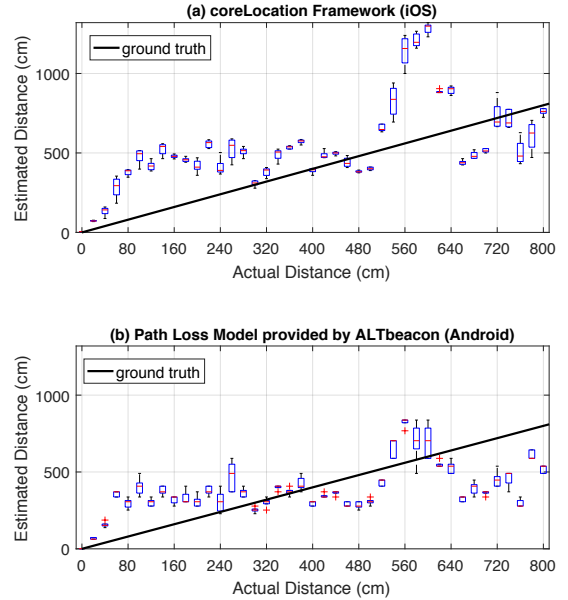 (a) coreLocation Framework (iOS)
ground truth
1000
500
0
Estimated Distance (cm)
0 80 160 240 320 400 480 560 640 720 800
Actual Distance (cm)
(b) Path Loss Model provided by ALTbeacon (Android)
ground truth
1000
500
0
Estimated Distance (cm)
0 80 160 240 320 400 480 560 640 720 800
Actual Distance (cm)